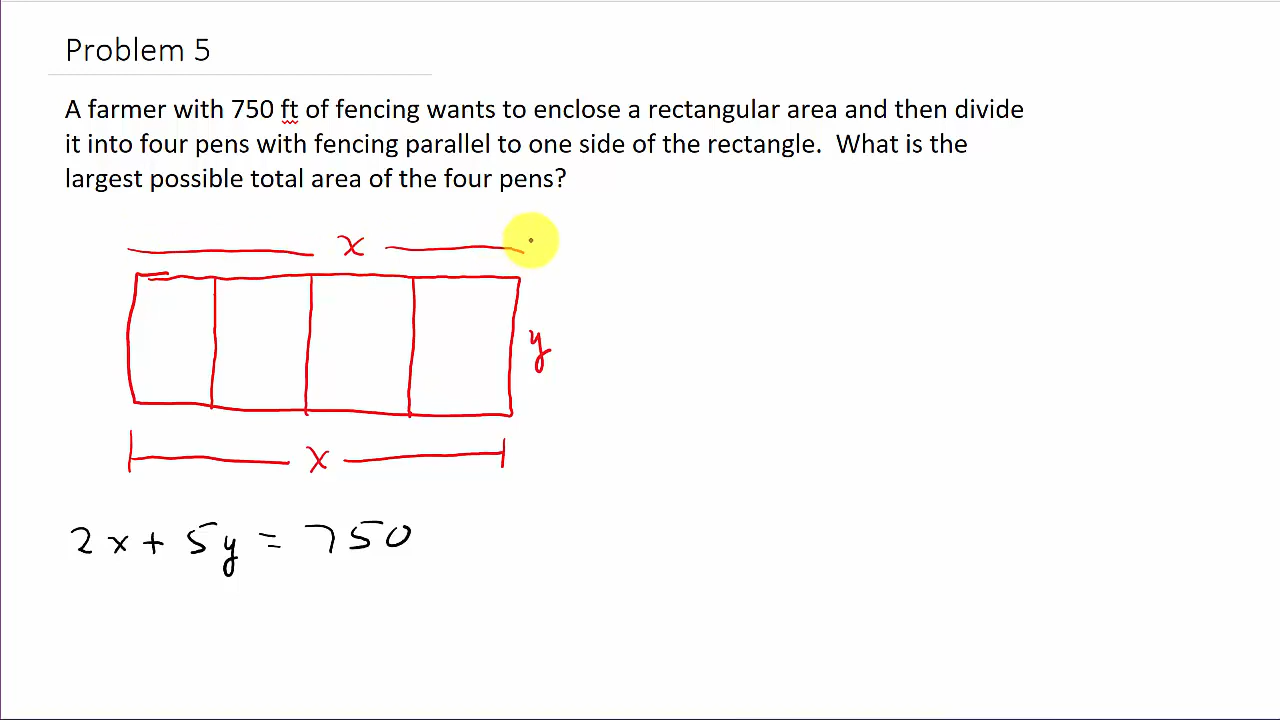 Problem 5
A farmer with 750 ft of fencing wants to enclose a rectangular area and then divide
it into four pens with fencing parallel to one side of the rectangle.  What is the
largest possible total area of the four pens?
x
y
x
2x + 5y = 750